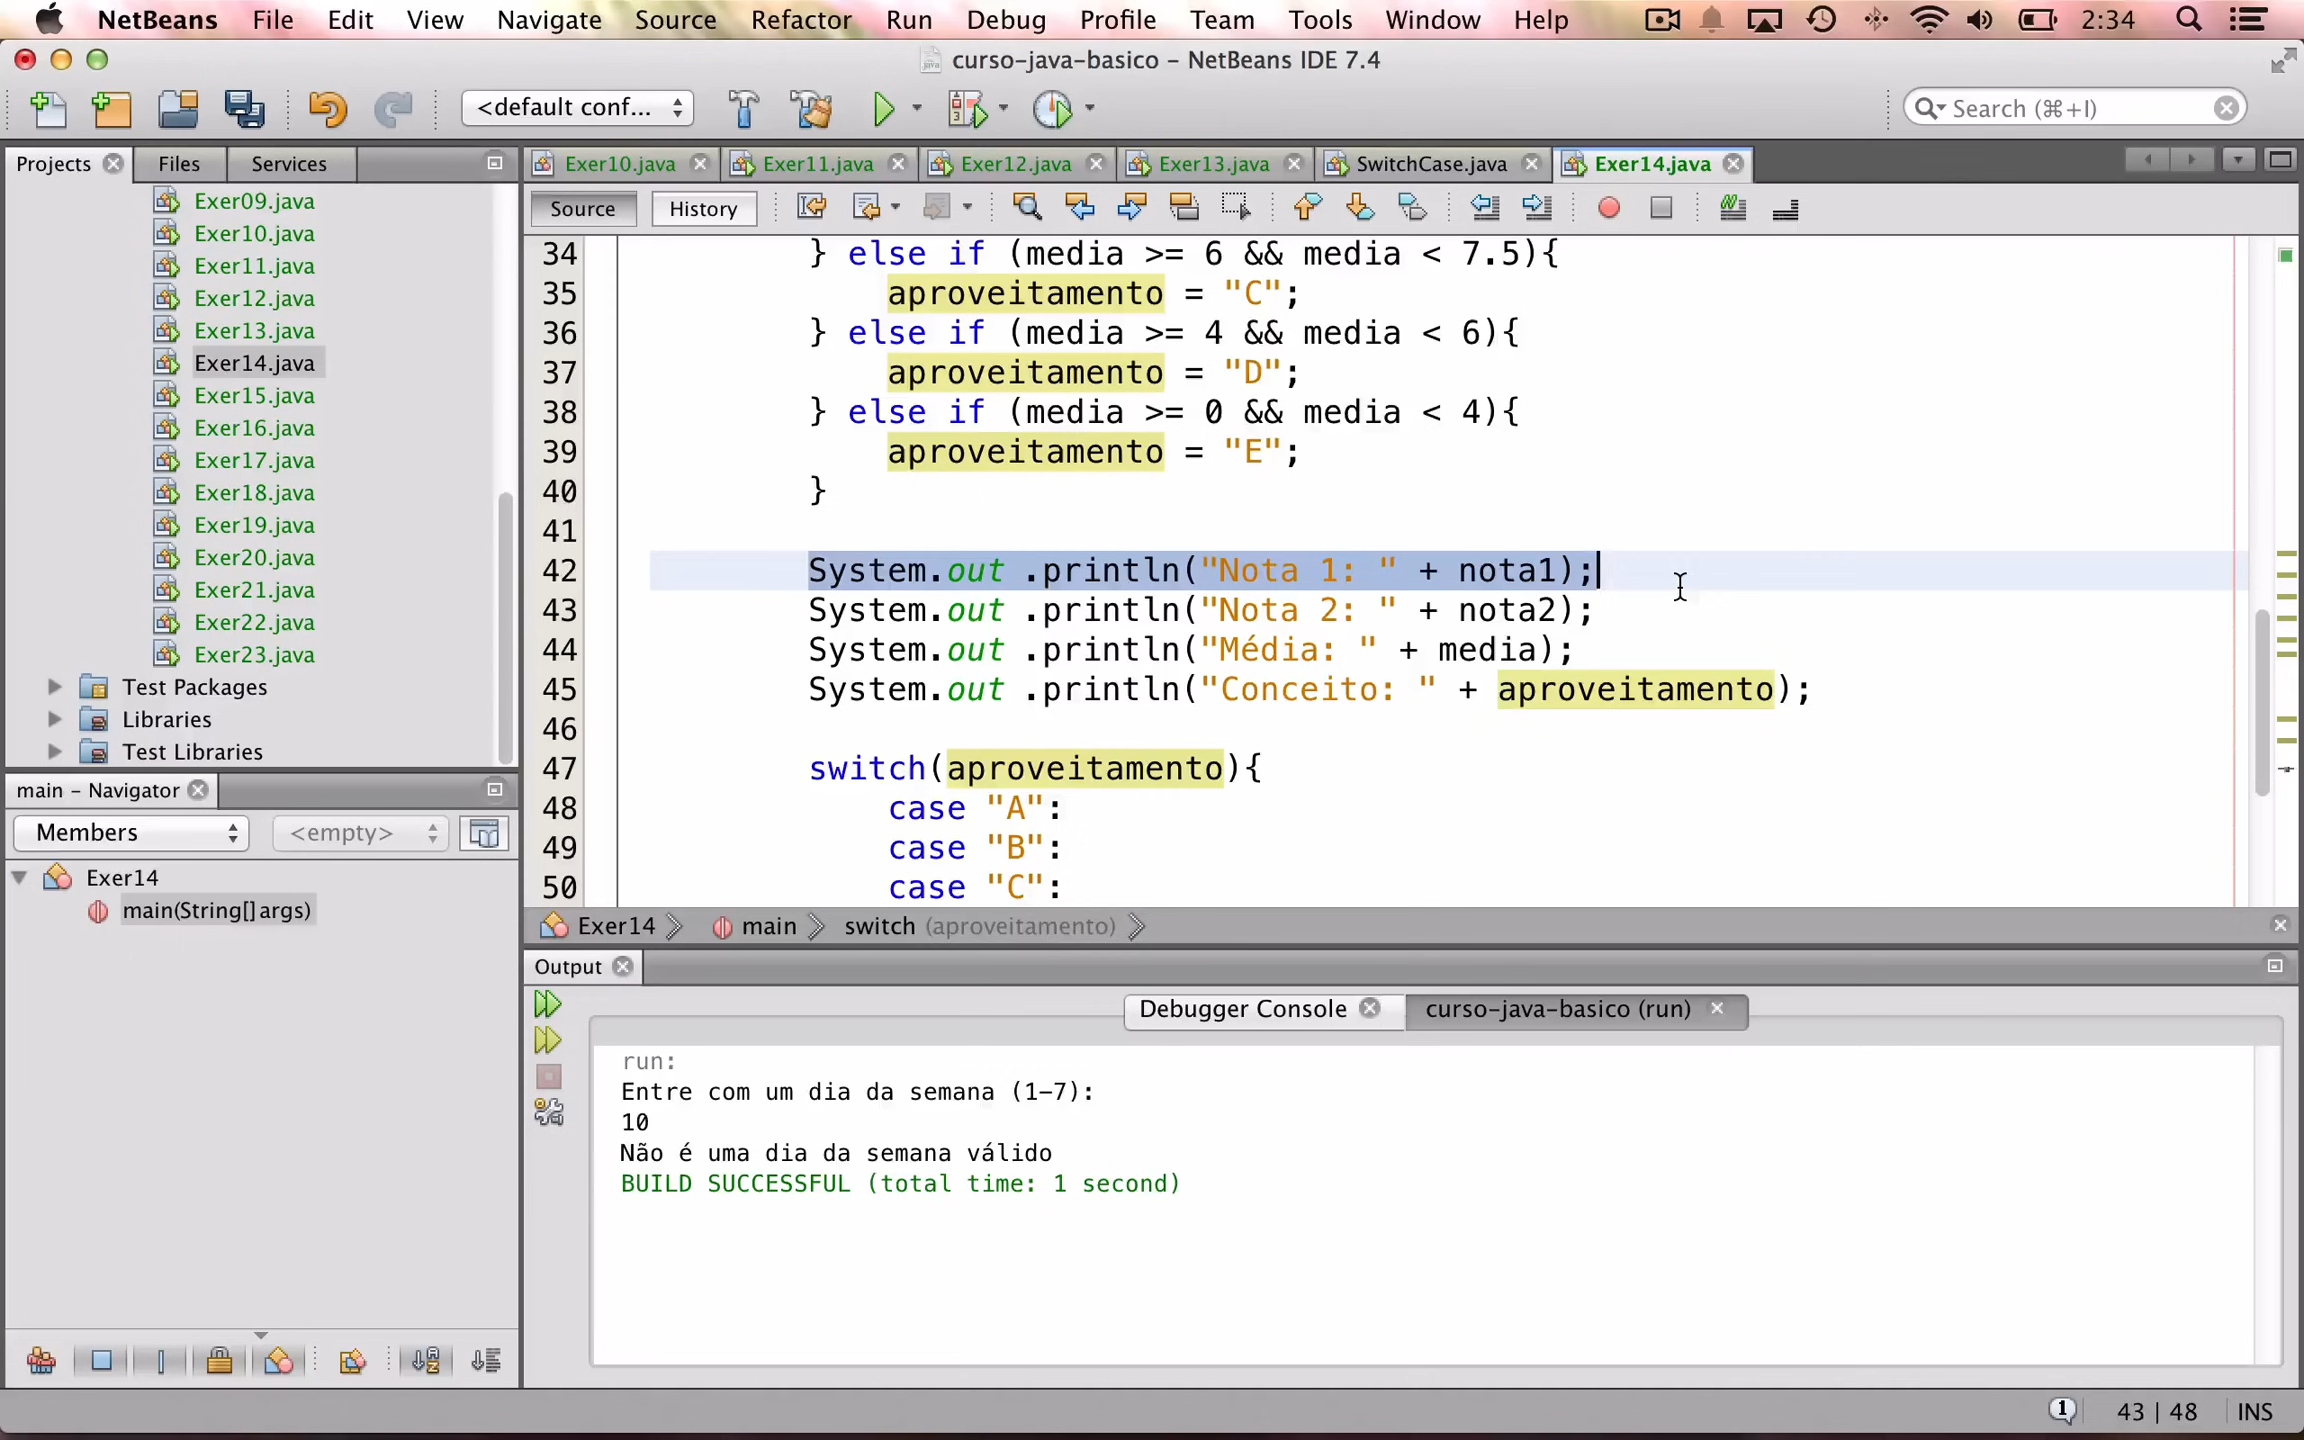 NetBeans File Edit View Navigate Source Refactor Run Debug Profile Team Tools Window Help 2:34
curso-java-basico – NetBeans IDE 7.4
<default conf... Search (⌘+I)
Projects Files Services
Exer10.java Exer11.java Exer12.java Exer13.java SwitchCase.java Exer14.java
Source History
Exer09.java
Exer10.java
Exer11.java
Exer12.java
Exer13.java
Exer14.java
Exer15.java
Exer16.java
Exer17.java
Exer18.java
Exer19.java
Exer20.java
Exer21.java
Exer22.java
Exer23.java
Test Packages
Libraries
Test Libraries
34 } else if (media >= 6 && media < 7.5){
35 aproveitamento = "C";
36 } else if (media >= 4 && media < 6){
37 aproveitamento = "D";
38 } else if (media >= 0 && media < 4){
39 aproveitamento = "E";
40 }
41
42 System.out .println("Nota 1: " + nota1);
43 System.out .println("Nota 2: " + nota2);
44 System.out .println("Média: " + media);
45 System.out .println("Conceito: " + aproveitamento);
46
47 switch(aproveitamento){
48 case "A":
49 case "B":
50 case "C":
Exer14 main switch (aproveitamento)
main – Navigator
Members <empty>
Exer14
main(String[] args)
Output
Debugger Console curso-java-basico (run)
run:
Entre com um dia da semana (1-7):
10
Não é uma dia da semana válido
BUILD SUCCESSFUL (total time: 1 second)
1 43 | 48 INS